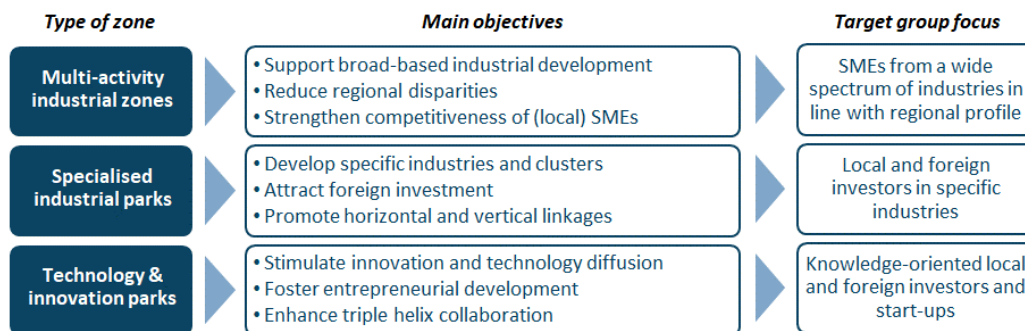 Type of zone
Main objectives
Target group focus
Multi-activity
industrial zones
• Support broad-based industrial development
• Reduce regional disparities
• Strengthen competitiveness of (local) SMEs
SMEs from a wide
spectrum of industries in
line with regional profile
Specialised
industrial parks
• Develop specific industries and clusters
• Attract foreign investment
• Promote horizontal and vertical linkages
Local and foreign
investors in specific
industries
Technology &
innovation parks
• Stimulate innovation and technology diffusion
• Foster entrepreneurial development
• Enhance triple helix collaboration
Knowledge-oriented local
and foreign investors and
start-ups